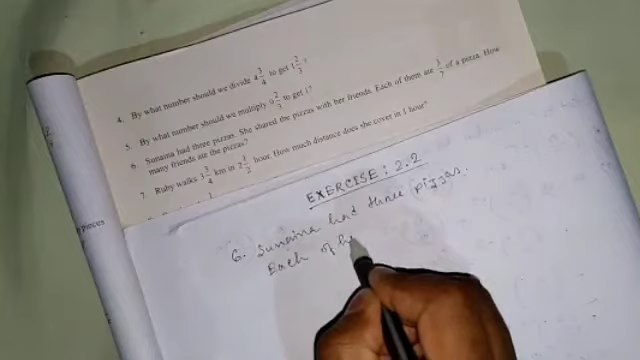 4. By what number should we divide 4 3/4 to get 1 2/3 ?
5. By what number should we multiply 9 2/3 to get 1?
6. Sunaina had three pizzas. She shared the pizzas with her friends. Each of them ate 3/7 of a pizza. How
many friends ate the pizzas?
7. Ruby walks 3 3/4 km in 2 1/2 hour. How much distance does she cover in 1 hour?
Pieces
EXERCISE: 2.2
6. Sunaina had three pizzas.
Each of h